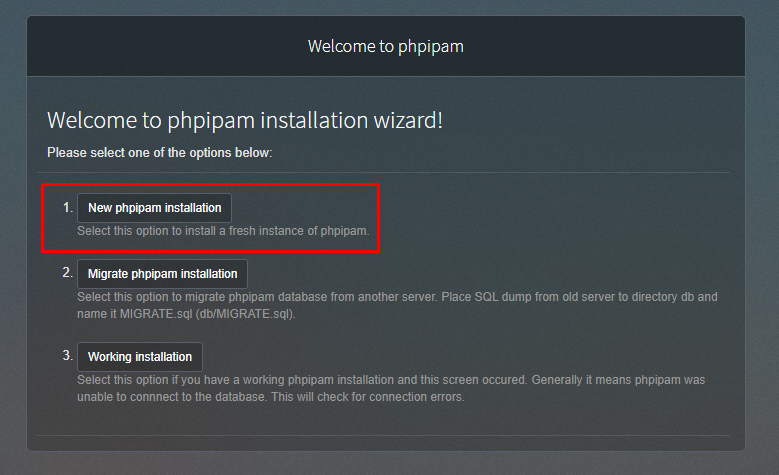 Welcome to phpipam
Welcome to phpipam installation wizard!
Please select one of the options below:
1. New phpipam installation
Select this option to install a fresh instance of phpipam.
2. Migrate phpipam installation
Select this option to migrate phpipam database from another server. Place SQL dump from old server to directory db and
name it MIGRATE.sql (db/MIGRATE.sql).
3. Working installation
Select this option if you have a working phpipam installation and this screen occured. Generally it means phpipam was
unable to connnect to the database. This will check for connection errors.